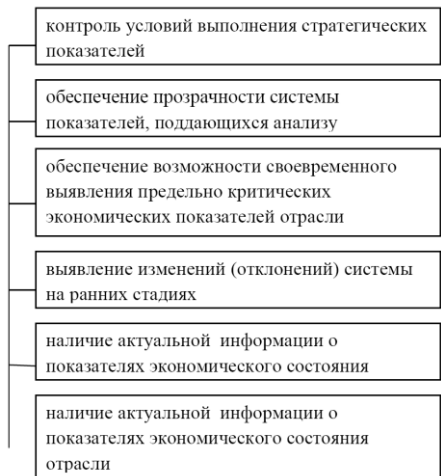 контроль условий выполнения стратегических
показателей
обеспечение прозрачности системы
показателей, поддающихся анализу
обеспечение возможности своевременного
выявления предельно критических
экономических показателей отрасли
выявление изменений (отклонений) системы
на ранних стадиях
наличие актуальной информации о
показателях экономического состояния
наличие актуальной информации о
показателях экономического состояния
отрасли